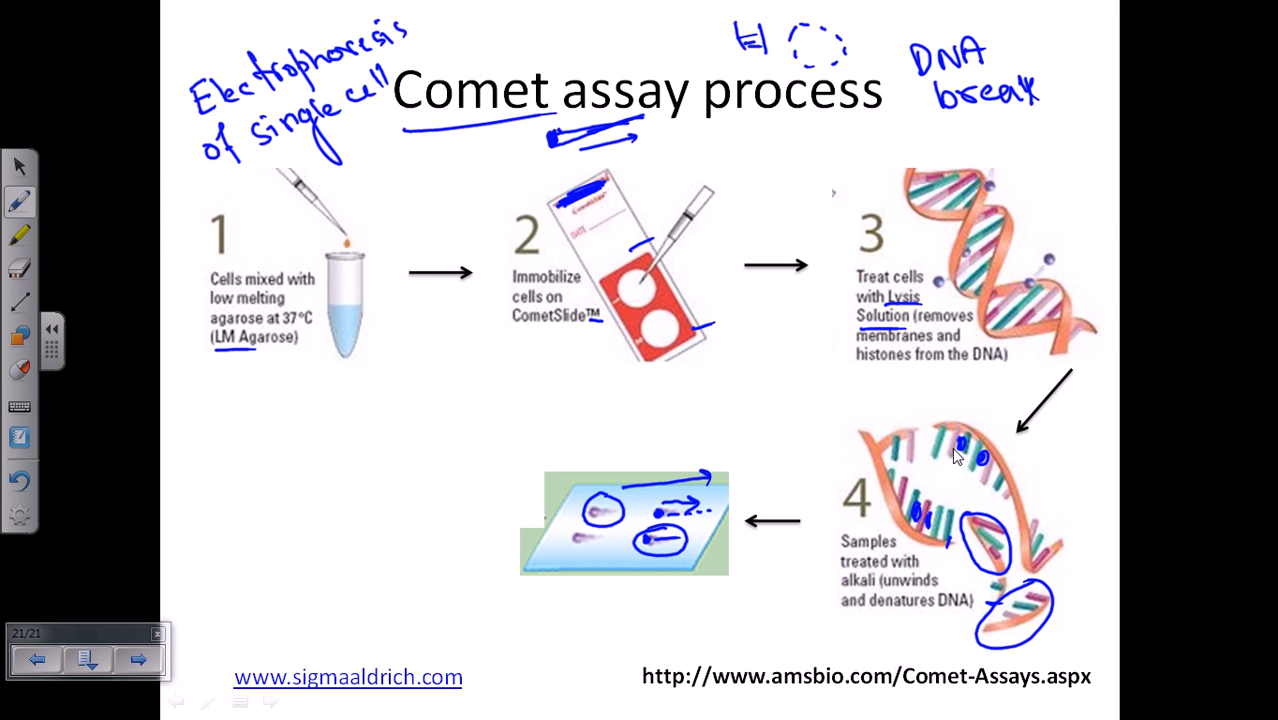 Electrophoresis
of single cell
DNA
break
Comet assay process
1
Cells mixed with
low melting
agarose at 37°C
(LM Agarose)
2
Immobilize
cells on
CometSlide™
DATE
3
Treat cells
with Lysis
Solution (removes
membranes and
histones from the DNA)
4
Samples
treated with
alkali (unwinds
and denatures DNA)
21/21
www.sigmaaldrich.com
http://www.amsbio.com/Comet-Assays.aspx